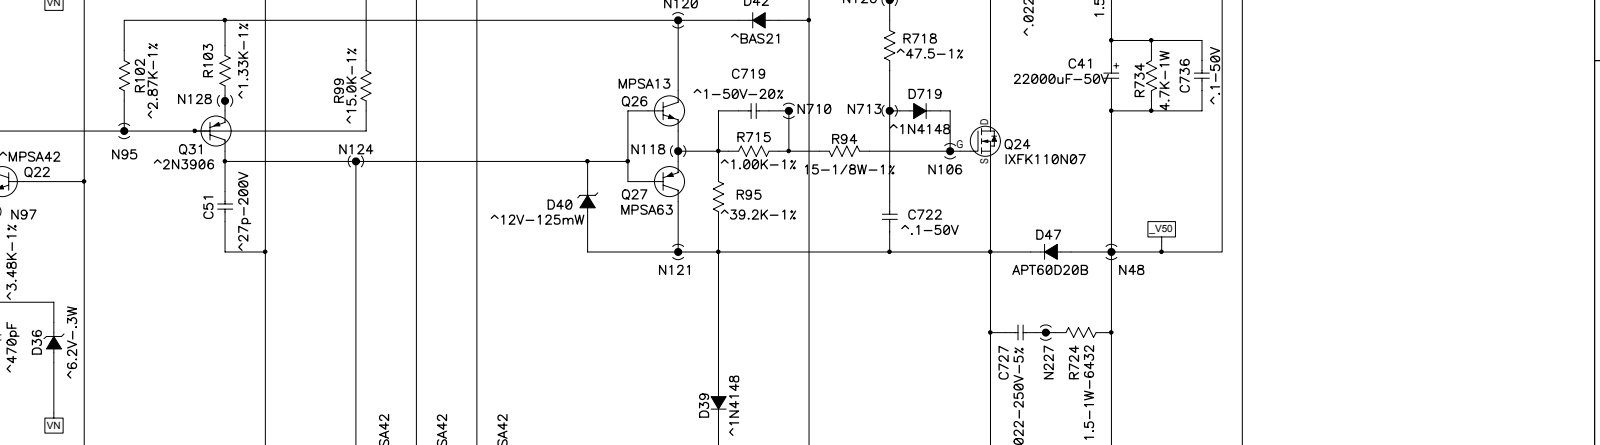 VN
R102
^2.87K-1%
R103
^1.33K-1%
N128
N95
Q31
^2N3906
^MPSA42
Q22
N97
^3.48K-1%
^470pF
D36
^6.2V-.3W
VN
C51
^27p-200V
R99
^15.0K-1%
N124
SA42
SA42
SA42
D40
^12V-125mW
N120
D42
^BAS21
MPSA13
Q26
N118
Q27
MPSA63
N121
C719
^1-50V-20%
N710
R715
^1.00K-1%
R95
^39.2K-1%
R94
15-1/8W-1%
D39
^1N4148
R718
^47.5-1%
N713
D719
^1N4148
N106
G
D
S
Q24
IXFK110N07
C722
^.1-50V
^.022
1.5
C41
+
22000uF-50V
R734
4.7K-1W
C736
^.1-50V
_V50
D47
APT60D20B
N48
C727
022-250V-5%
N227
R724
1.5-1W-6432